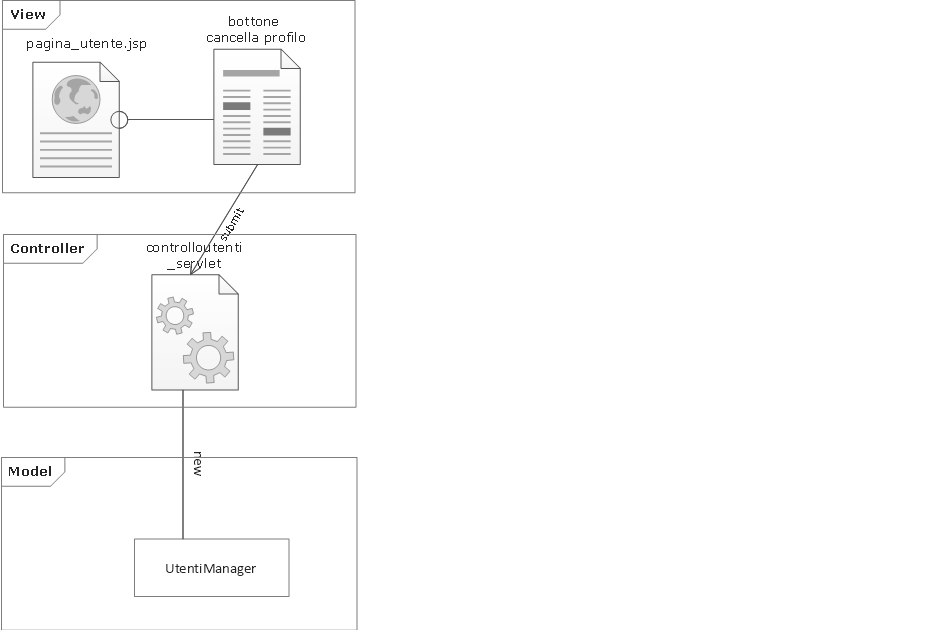 View
bottone
cancella profilo
pagina_utente.jsp
submit
Controller
controlloutenti
_servlet
new
Model
UtentiManager